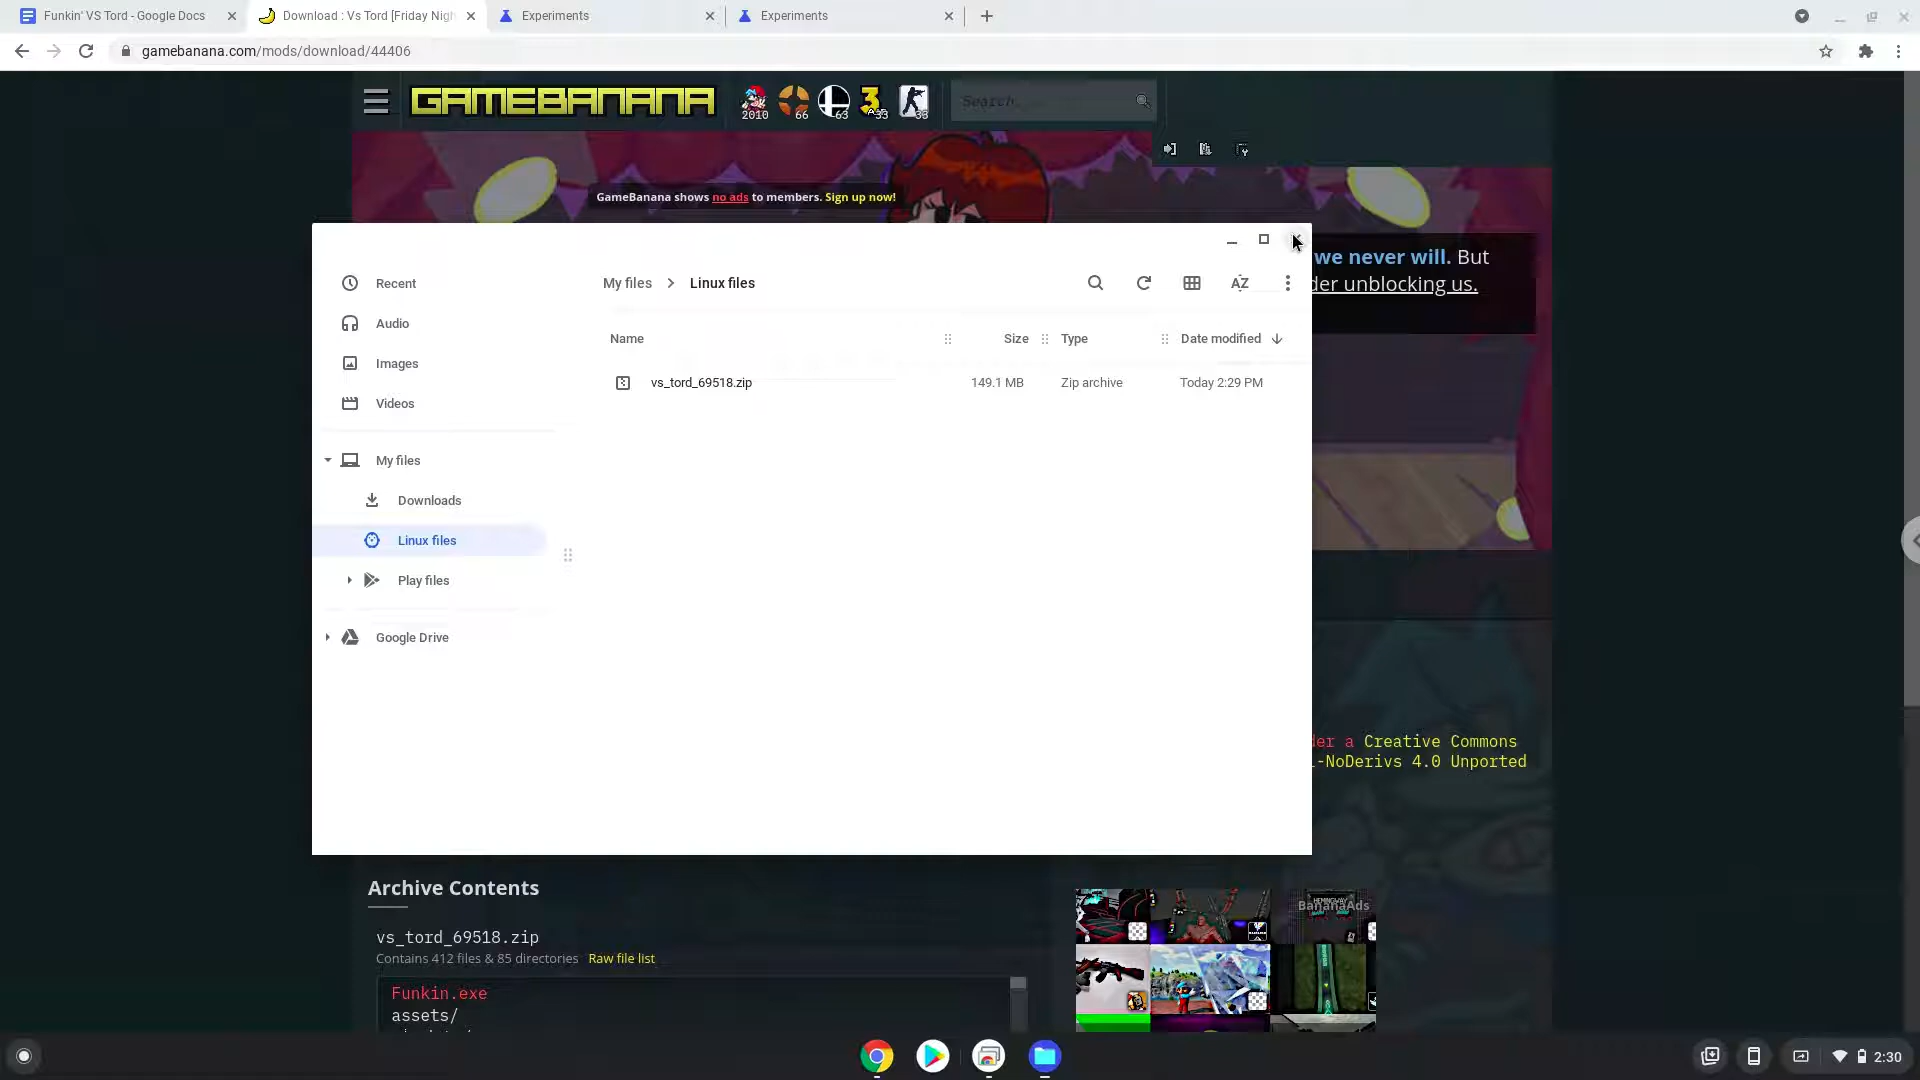 Funkin' VS Tord - Google Docs
Download : Vs Tord [Friday Nigh
Experiments
Experiments
gamebanana.com/mods/download/44406
GAMEBANANA
2010
66
63
33
33
Search...
GameBanana shows no ads to members. Sign up now!
we never will. But
der unblocking us.
Recent
Audio
Images
Videos
My files
Downloads
Linux files
Play files
Google Drive
My files
Linux files
AZ
Name
Size
Type
Date modified
vs_tord_69518.zip
149.1 MB
Zip archive
Today 2:29 PM
der a Creative Commons
-NoDerivs 4.0 Unported
Archive Contents
vs_tord_69518.zip
Contains 412 files & 85 directories Raw file list
Funkin.exe
assets/
BananaAds
2:30